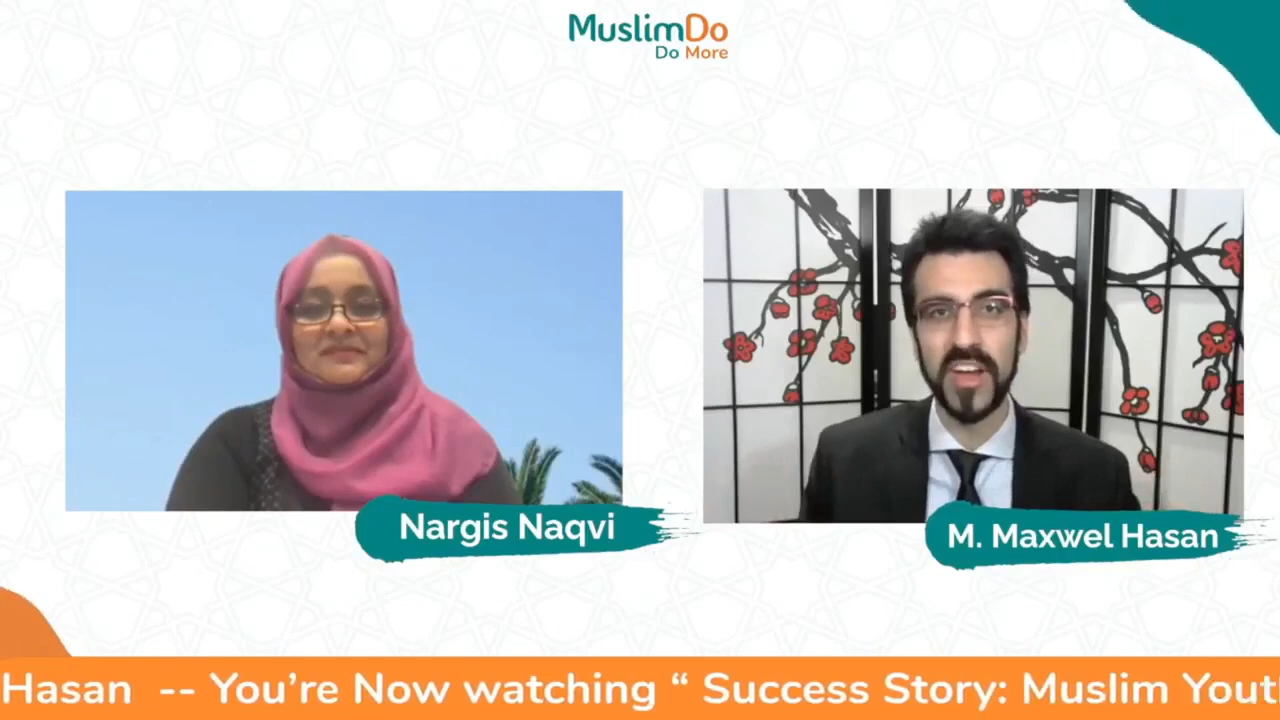 MuslimDo
Do More
Nargis Naqvi
M. Maxwel Hasan
Hasan -- You're Now watching “ Success Story: Muslim Yout